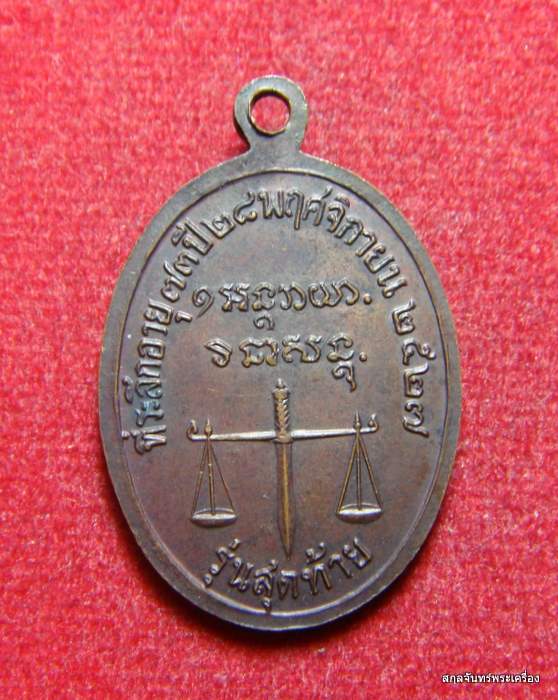 ที่ระลึกอายุ ๗๓ ปี ๒๘ พฤศจิกายน ๒๕๒๗
รุ่นสุดท้าย
สกุลจันทร์พระเครื่อง